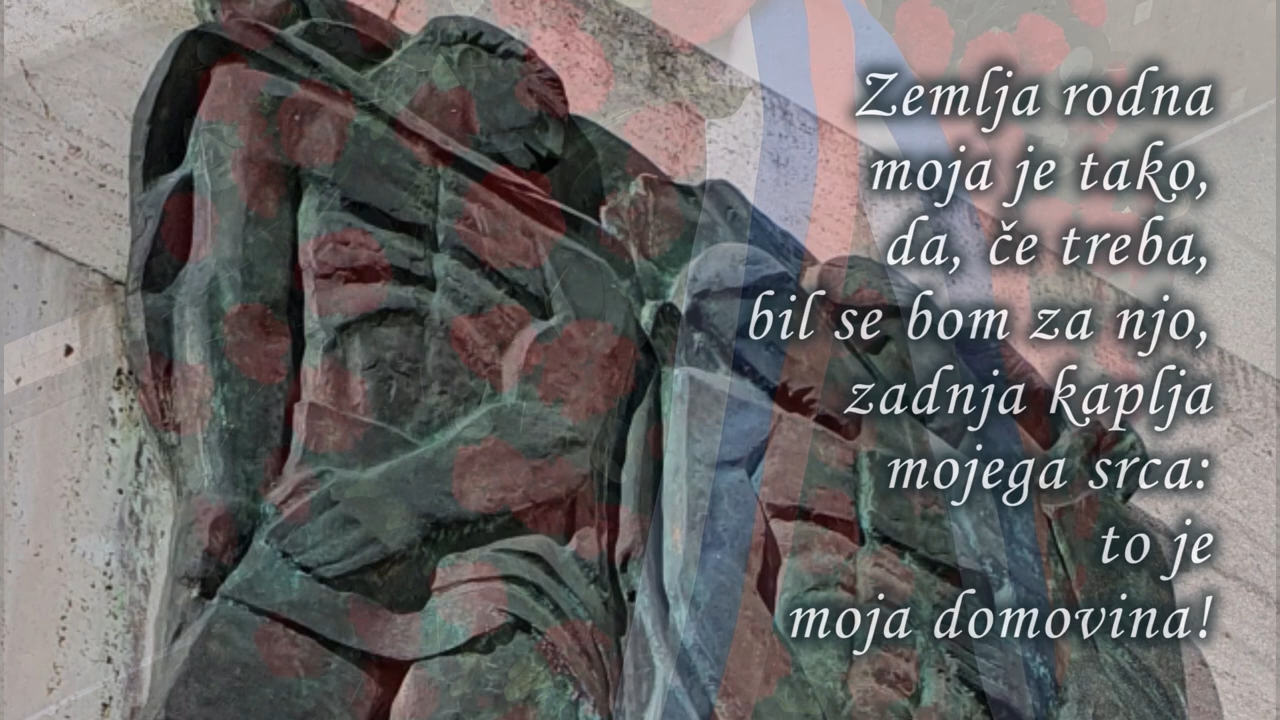 Zemlja rodna
moja je tako,
da, če treba,
bil se bom za njo,
zadnja kaplja
mojega srca:
to je
moja domovina!